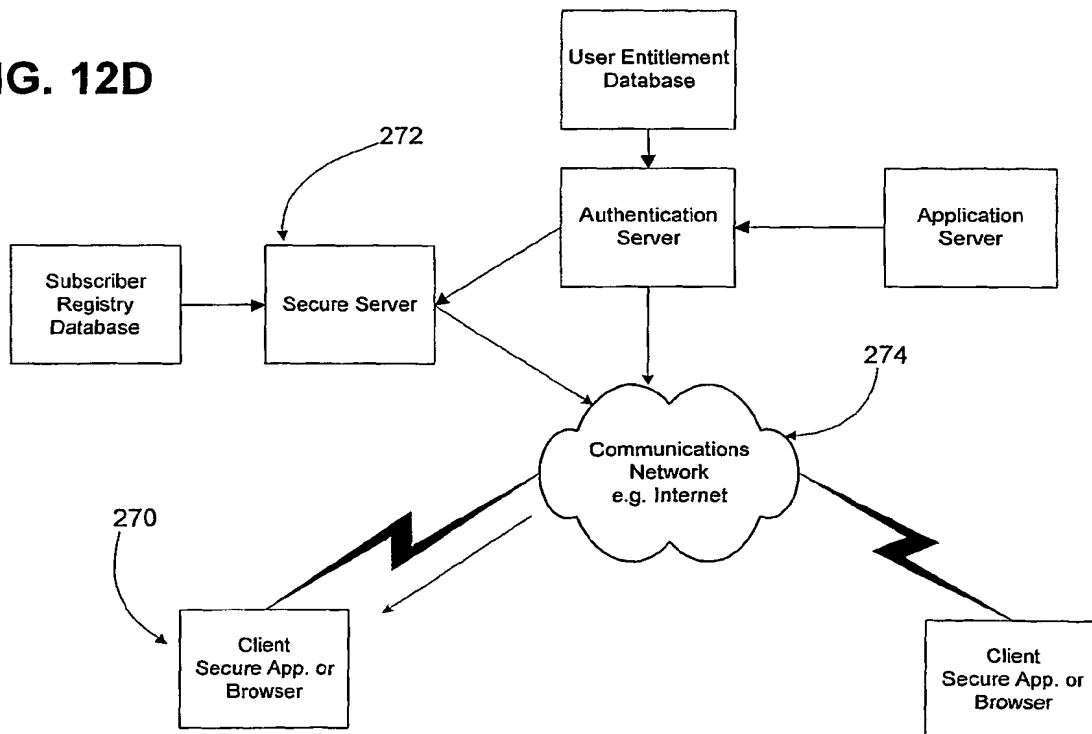 IG. 12D
User Entitlement
Database
272
Authentication
Server
Application
Server
Subscriber
Registry
Database
Secure Server
274
Communications
Network
e.g. Internet
270
Client
Secure App. or
Browser
Client
Secure App. or
Browser